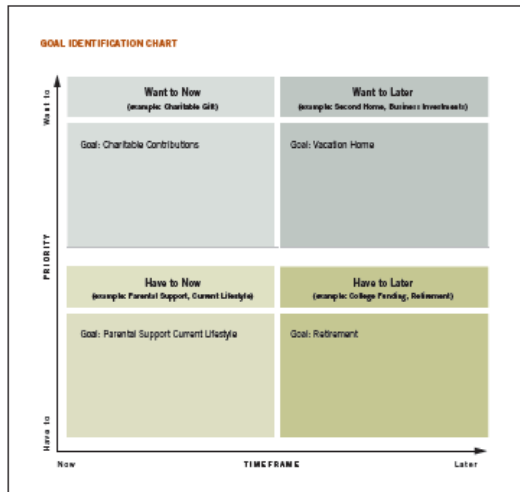 GOAL IDENTIFICATION CHART
Want to
Want to Now
(example: Charitable Gift)
Want to Later
(example: Second Home, Business Investments)
Goal: Charitable Contributions
Goal: Vacation Home
PRIORITY
Have to Now
(example: Parental Support, Current Lifestyle)
Have to Later
(example: College Funding, Retirement)
Goal: Parental Support Current Lifestyle
Goal: Retirement
Have to
Now
TIMEFRAME
Later